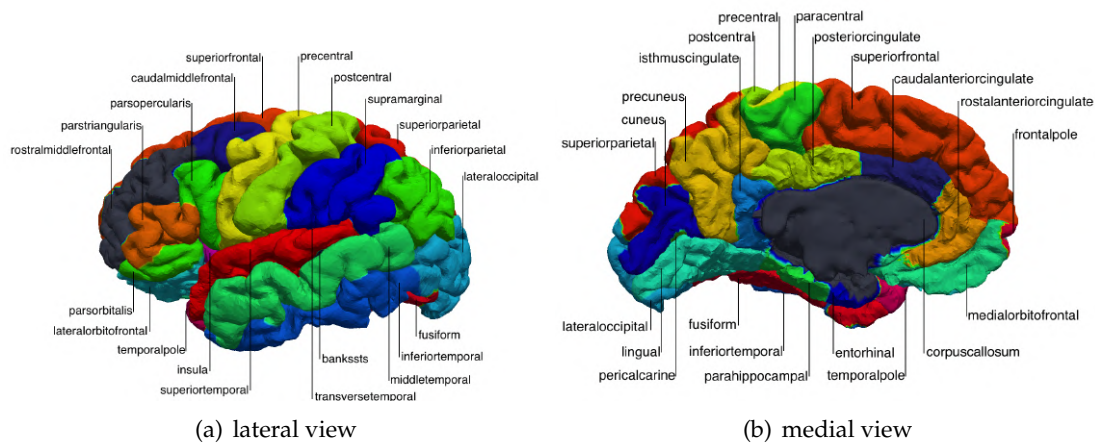 superiorfrontal
precentral
caudalmiddlefrontal
postcentral
parsopercularis
supramarginal
parstriangularis
superiorparietal
rostralmiddlefrontal
inferiorparietal
lateraloccipital
parsorbitalis
lateralorbitofrontal
fusiform
temporalpole
bankssts
inferiortemporal
insula
middletemporal
superiortemporal
transversetemporal
(a) lateral view
precentral
paracentral
postcentral
posteriorcingulate
isthmuscingulate
superiorfrontal
caudalanteriorcingulate
precuneus
rostalanteriorcingulate
cuneus
frontalpole
superiorparietal
medialorbitofrontal
lateraloccipital
fusiform
lingual
inferiortemporal
entorhinal
corpuscallosum
pericalcarine
parahippocampal
temporalpole
(b) medial view